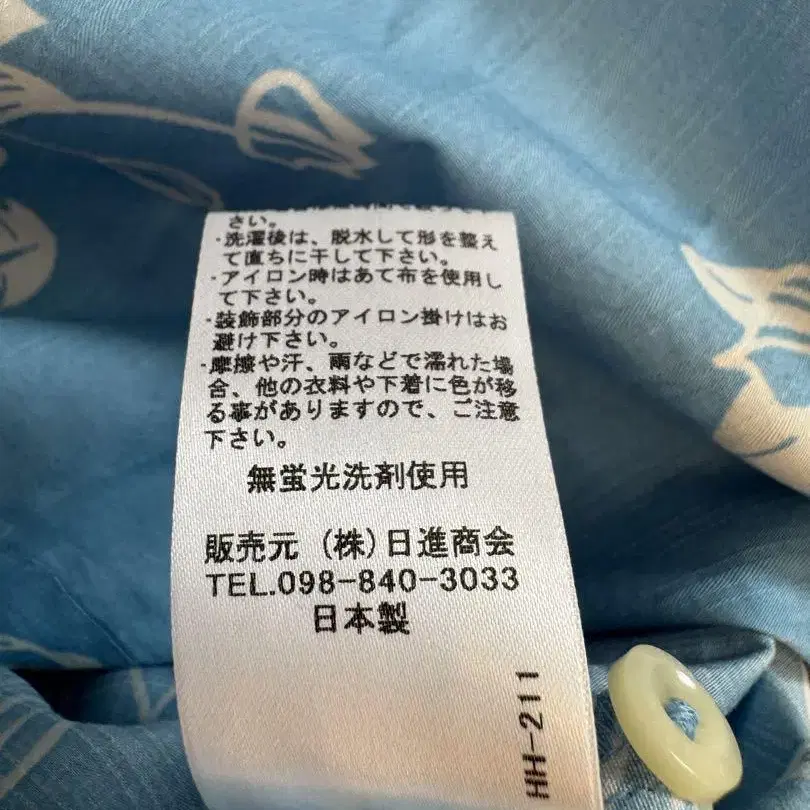 さい。
・洗濯後は、脱水して形を整え
て直ちに干して下さい。
・アイロン時はあて布を使用し
て下さい。
・装飾部分のアイロン掛けはお
避け下さい。
・摩擦や汗、雨などで濡れた場
合、他の衣料や下着に色が移
る事がありますので、ご注意
下さい。
無蛍光洗剤使用
販売元 (株)日進商会
TEL.098-840-3033
日本製
HH-211